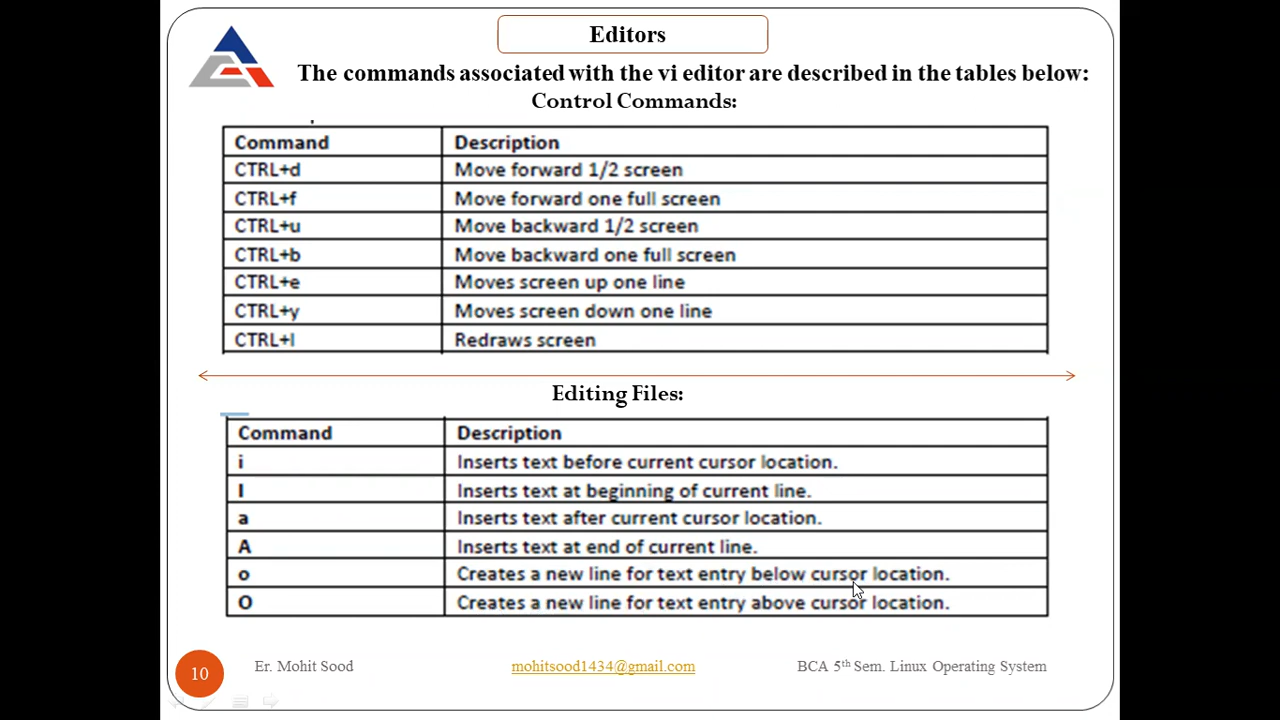 Editors
The commands associated with the vi editor are described in the tables below:
Control Commands:
Command Description
CTRL+d Move forward 1/2 screen
CTRL+f Move forward one full screen
CTRL+u Move backward 1/2 screen
CTRL+b Move backward one full screen
CTRL+e Moves screen up one line
CTRL+y Moves screen down one line
CTRL+l Redraws screen
Editing Files:
Command Description
i Inserts text before current cursor location.
I Inserts text at beginning of current line.
a Inserts text after current cursor location.
A Inserts text at end of current line.
o Creates a new line for text entry below cursor location.
O Creates a new line for text entry above cursor location.
10 Er. Mohit Sood mohitsood1434@gmail.com BCA 5th Sem. Linux Operating System